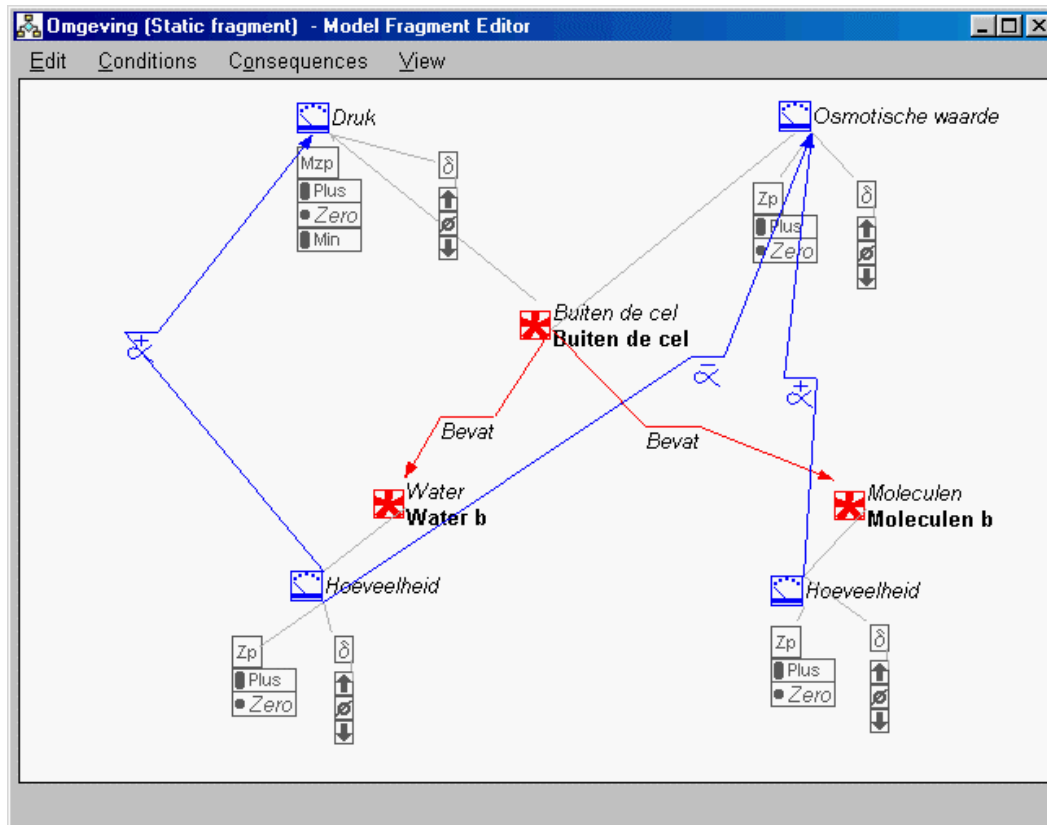 Omgeving (Static fragment) - Model Fragment Editor
Edit Conditions Consequences View
Druk
Mzp
Plus
Zero
Min
δ
Osmotische waarde
Zp
Plus
Zero
δ
Buiten de cel
Buiten de cel
∝+
∝-
∝+
Bevat
Bevat
Water
Water b
Moleculen
Moleculen b
Hoeveelheid
Zp
Plus
Zero
δ
Hoeveelheid
Zp
Plus
Zero
δ